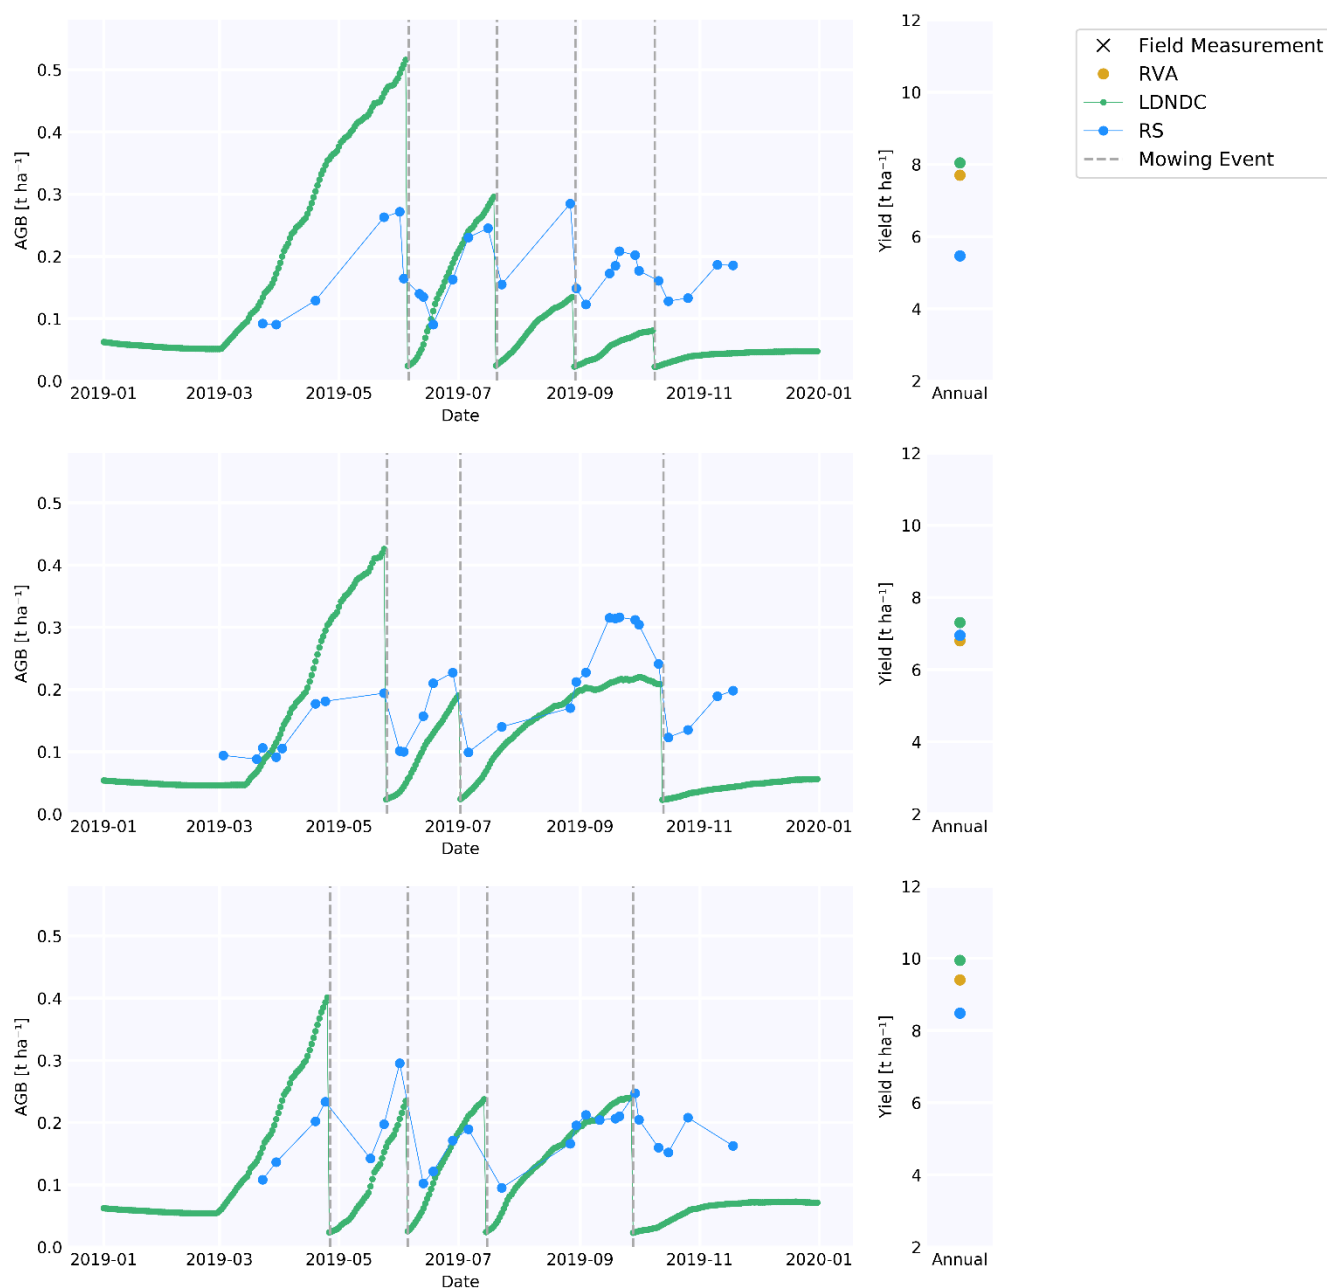 0.5
0.4
0.3
0.2
0.1
0.0
AGB [t ha⁻¹]
2019-01 2019-03 2019-05 2019-07 2019-09 2019-11 2020-01
Date
12
10
8
6
4
2
Yield [t ha⁻¹]
Annual
Field Measurement
RVA
LDNDC
RS
Mowing Event
0.5
0.4
0.3
0.2
0.1
0.0
AGB [t ha⁻¹]
2019-01 2019-03 2019-05 2019-07 2019-09 2019-11 2020-01
Date
12
10
8
6
4
2
Yield [t ha⁻¹]
Annual
0.5
0.4
0.3
0.2
0.1
0.0
AGB [t ha⁻¹]
2019-01 2019-03 2019-05 2019-07 2019-09 2019-11 2020-01
Date
12
10
8
6
4
2
Yield [t ha⁻¹]
Annual